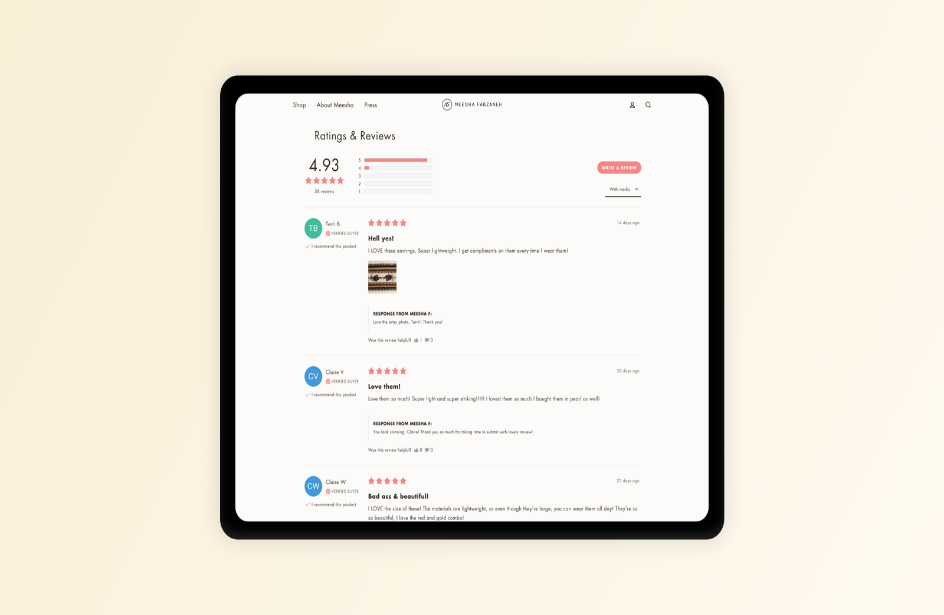 Shop About Meesha Press
MEESHA FARZANEH
Ratings & Reviews
4.93
5
4
3
2
1
WRITE A REVIEW
reviews
With media
TB
Terri B
VERIFIED BUYER
I recommend this product
14 days ago
Hell yes!
I LOVE these earrings. Super lightweight. I get compliments on them every time I wear them!
RESPONSE FROM MEESHA F:
Love the artsy photo, Terri! Thank you!
Was this review helpful? 1 0
CV
Claire V
VERIFIED BUYER
I recommend this product
20 days ago
Love them!
Love them so much! Super light and super striking!!!!! I loved them so much I bought them in pearl as well!
RESPONSE FROM MEESHA F:
You look stunning, Claire! Thank you so much for taking time to submit such lovely review!
Was this review helpful? 0
CW
Claire W
VERIFIED BUYER
I recommend this product
days ago
Bad ass & beautiful!
I LOVE the size of these! The materials are lightweight, so even though they're large, you can wear them all day! They're so
so beautiful, I love the red and gold combo!